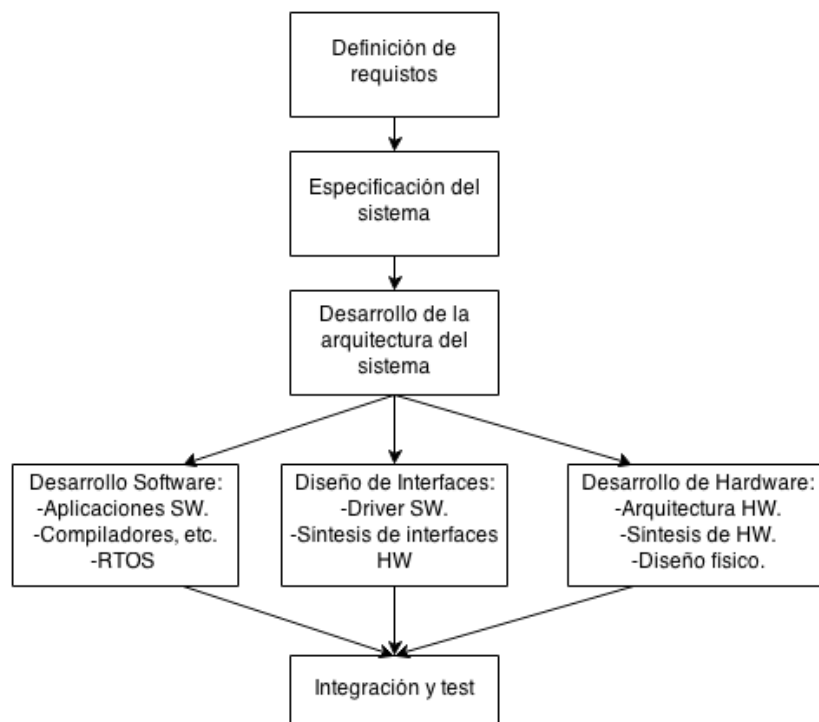 Definición de
requistos
Especificación del
sistema
Desarrollo de la
arquitectura del
sistema
Desarrollo Software:
-Aplicaciones SW.
-Compiladores, etc.
-RTOS
Diseño de Interfaces:
-Driver SW.
-Síntesis de interfaces
HW
Desarrollo de Hardware:
-Arquitectura HW.
-Síntesis de HW.
-Diseño físico.
Integración y test